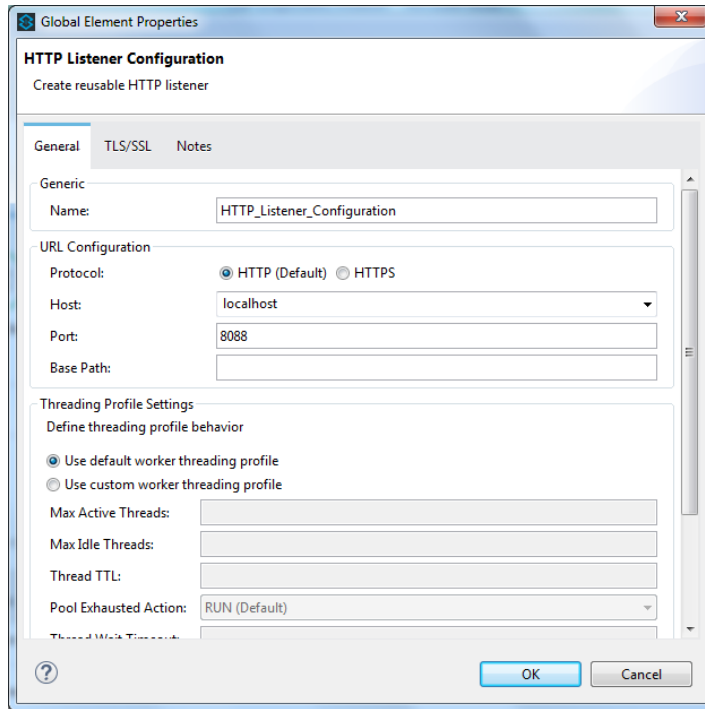 Global Element Properties
HTTP Listener Configuration
Create reusable HTTP listener
General TLS/SSL Notes
Generic
Name: HTTP_Listener_Configuration
URL Configuration
Protocol: HTTP (Default) HTTPS
Host: localhost
Port: 8088
Base Path:
Threading Profile Settings
Define threading profile behavior
Use default worker threading profile
Use custom worker threading profile
Max Active Threads:
Max Idle Threads:
Thread TTL:
Pool Exhausted Action: RUN (Default)
Thread Wait Timeout:
OK Cancel